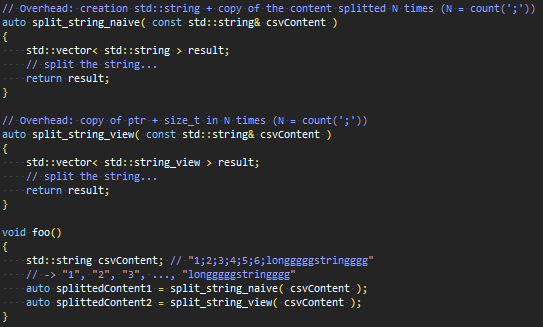 // Overhead: creation std::string + copy of the content splitted N times (N = count(';'))
auto split_string_naive( const std::string& csvContent )
{
    std::vector< std::string > result;
    // split the string...
    return result;
}

// Overhead: copy of ptr + size_t in N times (N = count(';'))
auto split_string_view( const std::string& csvContent )
{
    std::vector< std::string_view > result;
    // split the string...
    return result;
}

void foo()
{
    std::string csvContent; // "1;2;3;4;5;6;longggggstringggg"
    // -> "1", "2", "3", ..., "longggggstringggg"
    auto splittedContent1 = split_string_naive( csvContent );
    auto splittedContent2 = split_string_view( csvContent );
}